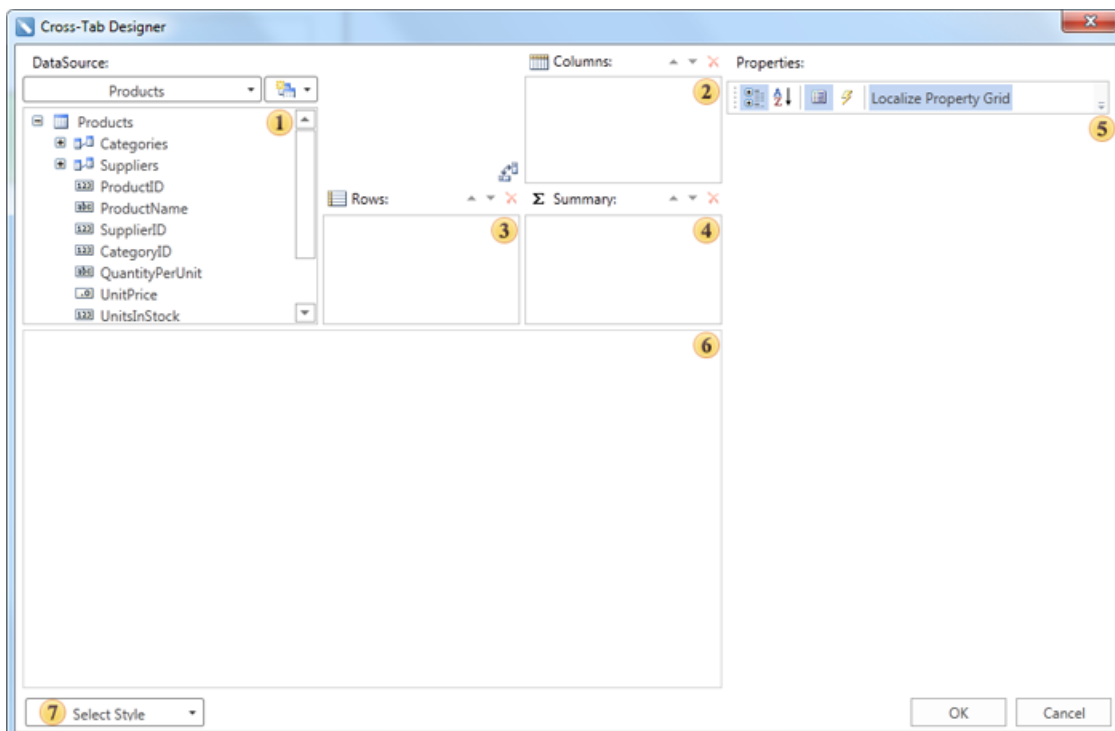 Cross-Tab Designer
DataSource:
Products
1
Products
Categories
Suppliers
ProductID
ProductName
SupplierID
CategoryID
QuantityPerUnit
UnitPrice
UnitsInStock
Columns:
2
Rows:
3
Σ Summary:
4
Properties:
Localize Property Grid
5
6
7 Select Style
OK
Cancel